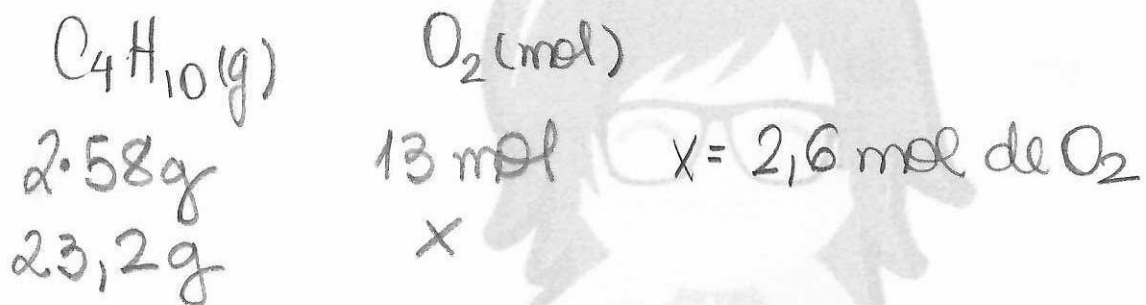 C₄H₁₀(g) O₂(mol)
2·58g 13 mol x = 2,6 mol de O₂
23,2g x